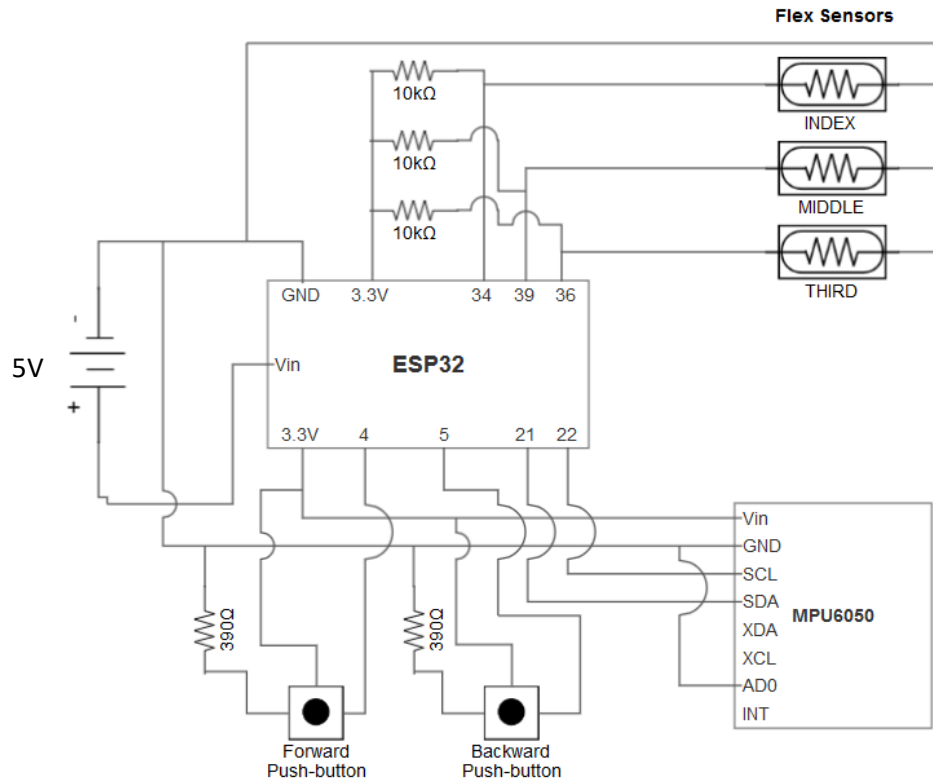 Flex Sensors
10kΩ
INDEX
10kΩ
MIDDLE
10kΩ
THIRD
GND 3.3V 34 39 36
-
5V
Vin
ESP32
+
3.3V 4 5 21 22
Vin
GND
SCL
SDA
MPU6050
XDA
XCL
AD0
INT
390Ω
390Ω
Forward
Push-button
Backward
Push-button